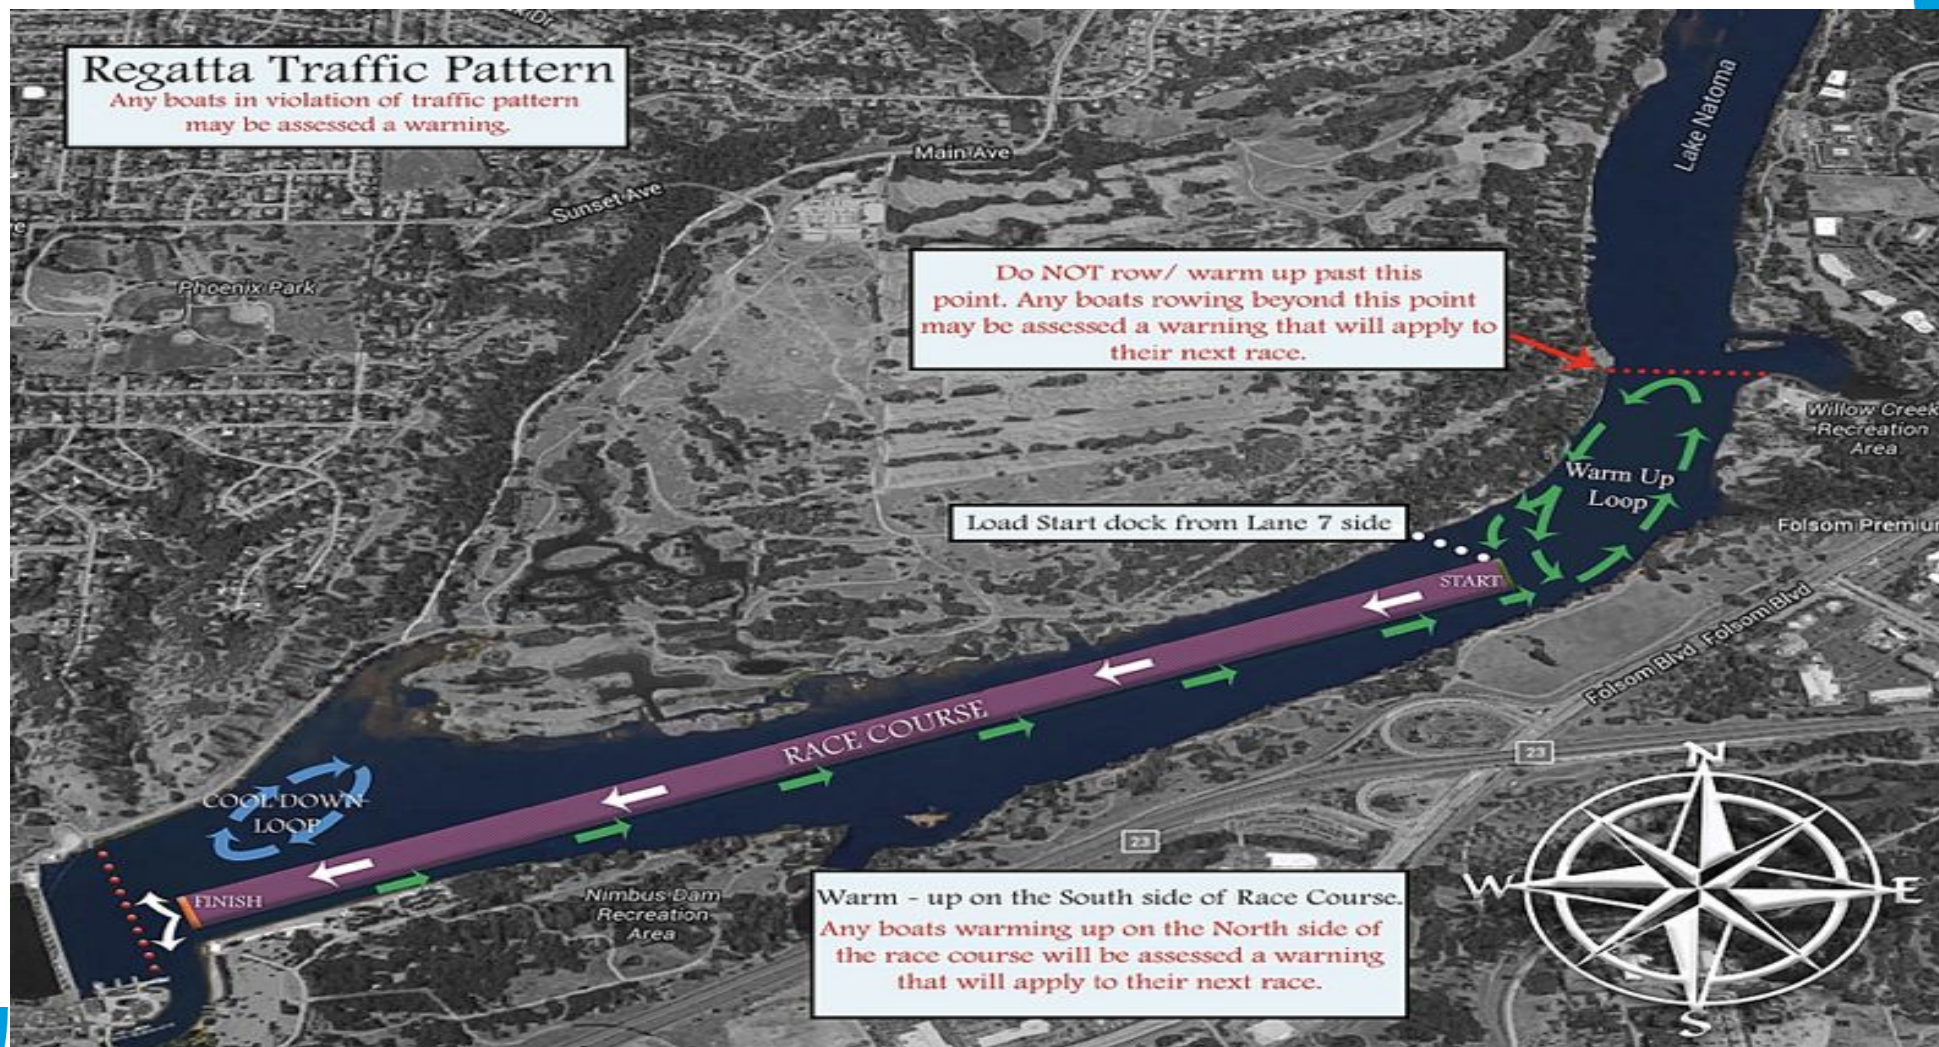 Regatta Traffic Pattern
Any boats in violation of traffic pattern
may be assessed a warning.
Main Ave
Sunset Ave
Lake Natoma
Phoenix Park
Do NOT row/ warm up past this
point. Any boats rowing beyond this point
may be assessed a warning that will apply to
their next race.
Willow Creek
Recreation
Area
Warm Up
Loop
Load Start dock from Lane 7 side
START
Folsom Blvd
Folsom Blvd
RACE COURSE
23
N
COOL DOWN
LOOP
23
FINISH
Nimbus Dam
Recreation
Area
Warm - up on the South side of Race Course.
Any boats warming up on the North side of
the race course will be assessed a warning
that will apply to their next race.
W
E
S